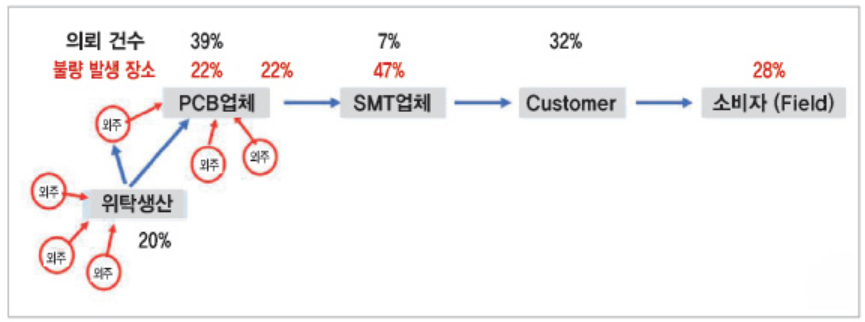 의뢰 건수 39% 7% 32%
불량 발생 장소 22% 22% 47% 28%
PCB업체 SMT업체 Customer 소비자 (Field)
외주
외주 외주
외주
위탁생산
20%
외주
외주